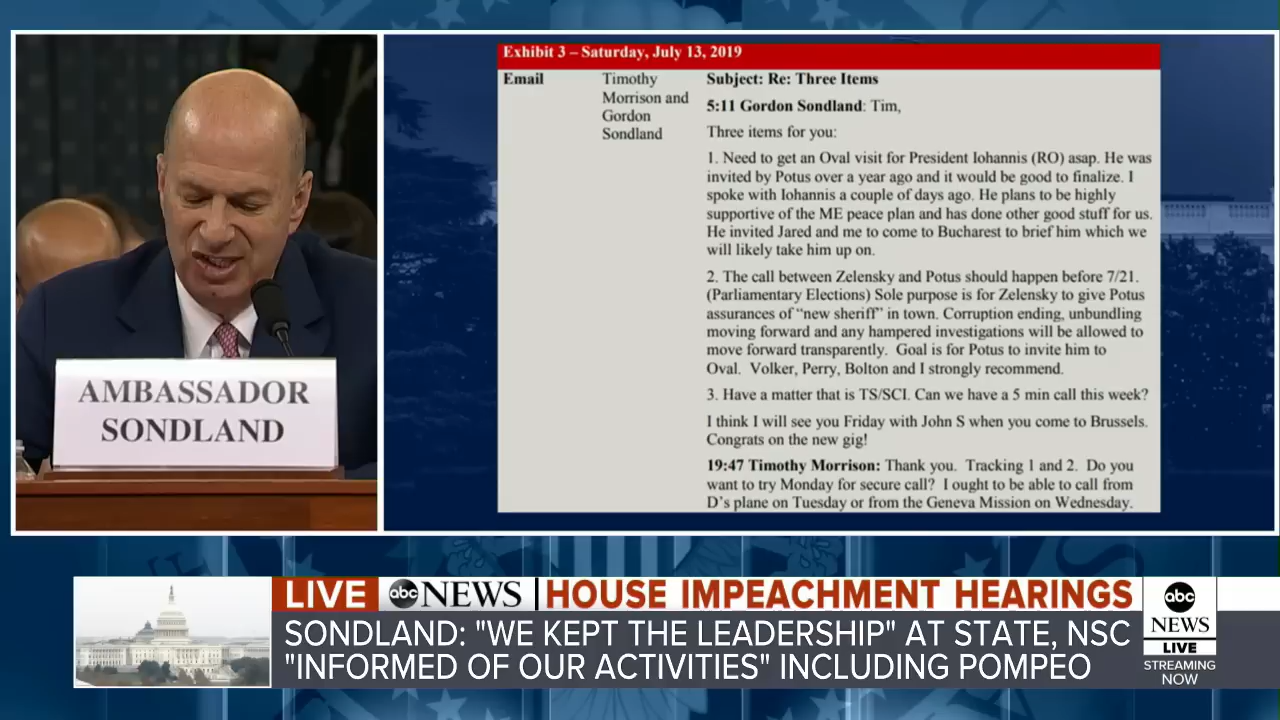 Exhibit 3 – Saturday, July 13, 2019
Email
Timothy
Morrison and
Gordon
Sondland
Subject: Re: Three Items
5:11 Gordon Sondland: Tim,
Three items for you:
1. Need to get an Oval visit for President Iohannis (RO) asap. He was
invited by Potus over a year ago and it would be good to finalize. I
spoke with Iohannis a couple of days ago. He plans to be highly
supportive of the ME peace plan and has done other good stuff for us.
He invited Jared and me to come to Bucharest to brief him which we
will likely take him up on.
2. The call between Zelensky and Potus should happen before 7/21.
(Parliamentary Elections) Sole purpose is for Zelensky to give Potus
assurances of “new sheriff” in town. Corruption ending, unbundling
moving forward and any hampered investigations will be allowed to
move forward transparently. Goal is for Potus to invite him to
Oval. Volker, Perry, Bolton and I strongly recommend.
3. Have a matter that is TS/SCI. Can we have a 5 min call this week?
I think I will see you Friday with John S when you come to Brussels.
Congrats on the new gig!
19:47 Timothy Morrison: Thank you. Tracking 1 and 2. Do you
want to try Monday for secure call? I ought to be able to call from
D’s plane on Tuesday or from the Geneva Mission on Wednesday.
AMBASSADOR
SONDLAND
LIVE abc NEWS HOUSE IMPEACHMENT HEARINGS
SONDLAND: "WE KEPT THE LEADERSHIP" AT STATE, NSC
"INFORMED OF OUR ACTIVITIES" INCLUDING POMPEO
abc
NEWS
LIVE
STREAMING
NOW